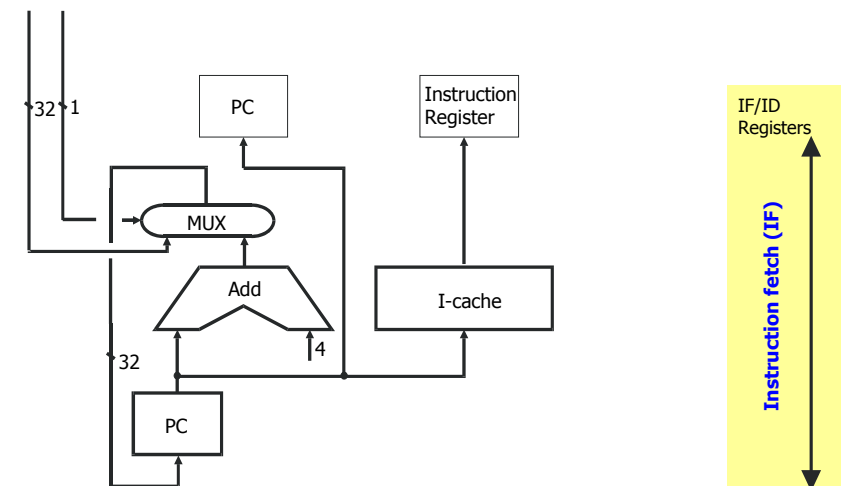 32
1
PC
Instruction
Register
IF/ID
Registers
MUX
Add
I-cache
4
32
PC
Instruction fetch (IF)